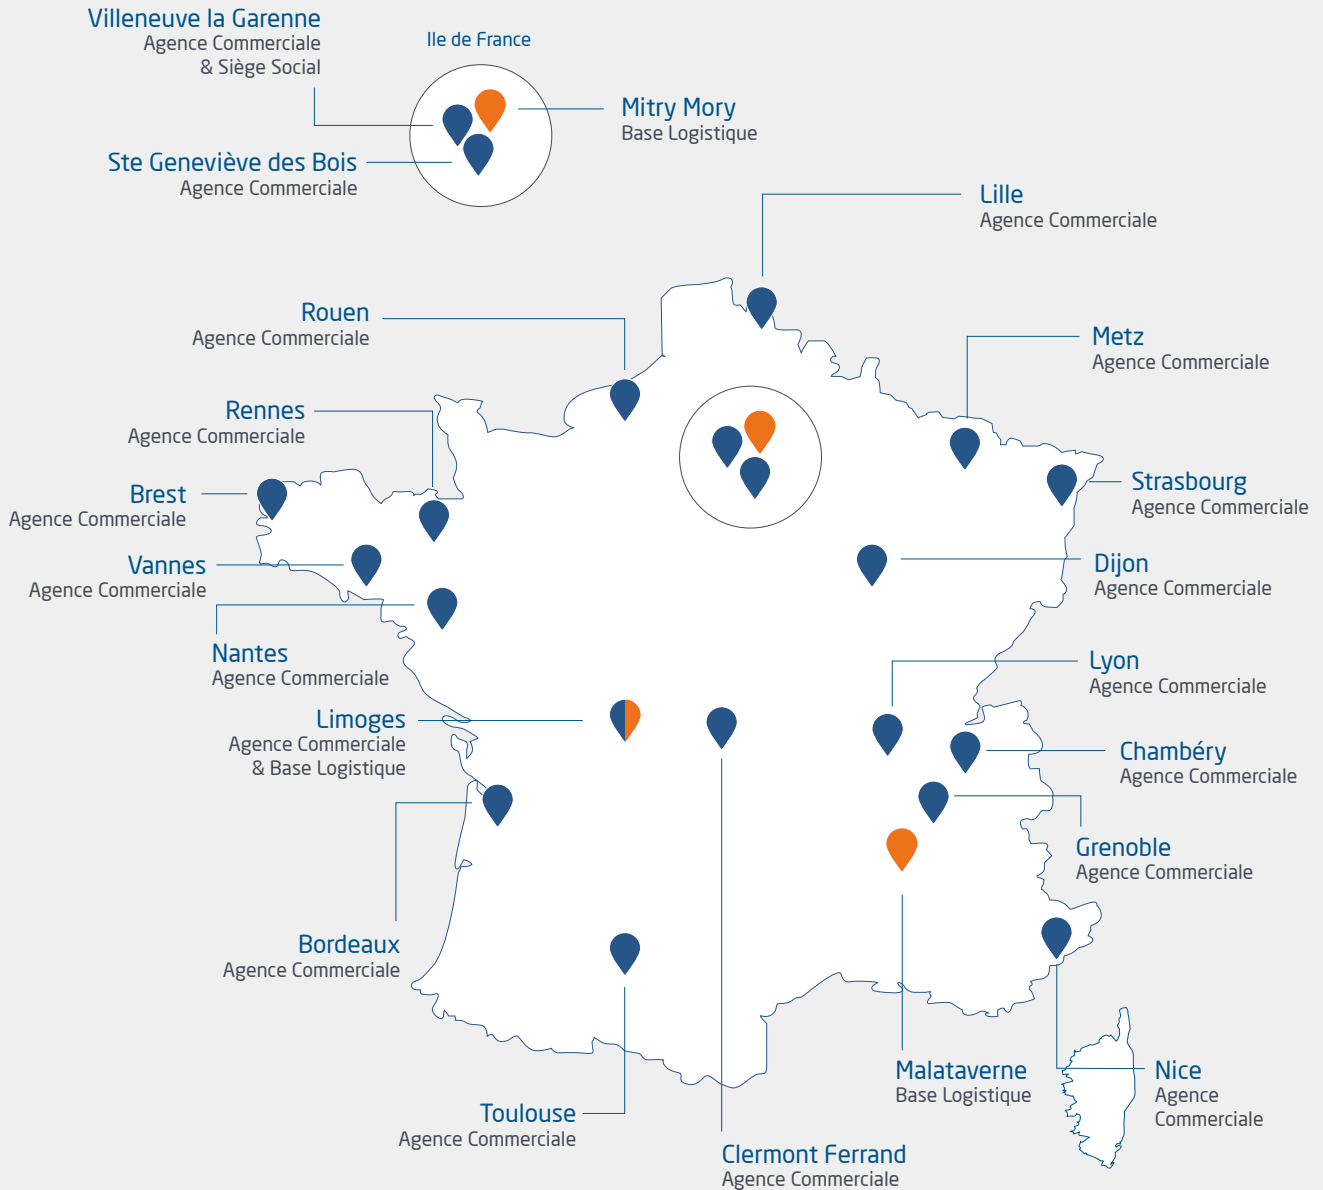 Villeneuve la Garenne
Agence Commerciale
& Siège Social
Ile de France
Mitry Mory
Base Logistique
Ste Geneviève des Bois
Agence Commerciale
Lille
Agence Commerciale
Rouen
Agence Commerciale
Metz
Agence Commerciale
Rennes
Agence Commerciale
Brest
Agence Commerciale
Strasbourg
Agence Commerciale
Vannes
Agence Commerciale
Dijon
Agence Commerciale
Nantes
Agence Commerciale
Lyon
Agence Commerciale
Limoges
Agence Commerciale
& Base Logistique
Chambéry
Agence Commerciale
Grenoble
Agence Commerciale
Bordeaux
Agence Commerciale
Malataverne
Base Logistique
Nice
Agence
Commerciale
Toulouse
Agence Commerciale
Clermont Ferrand
Agence Commerciale